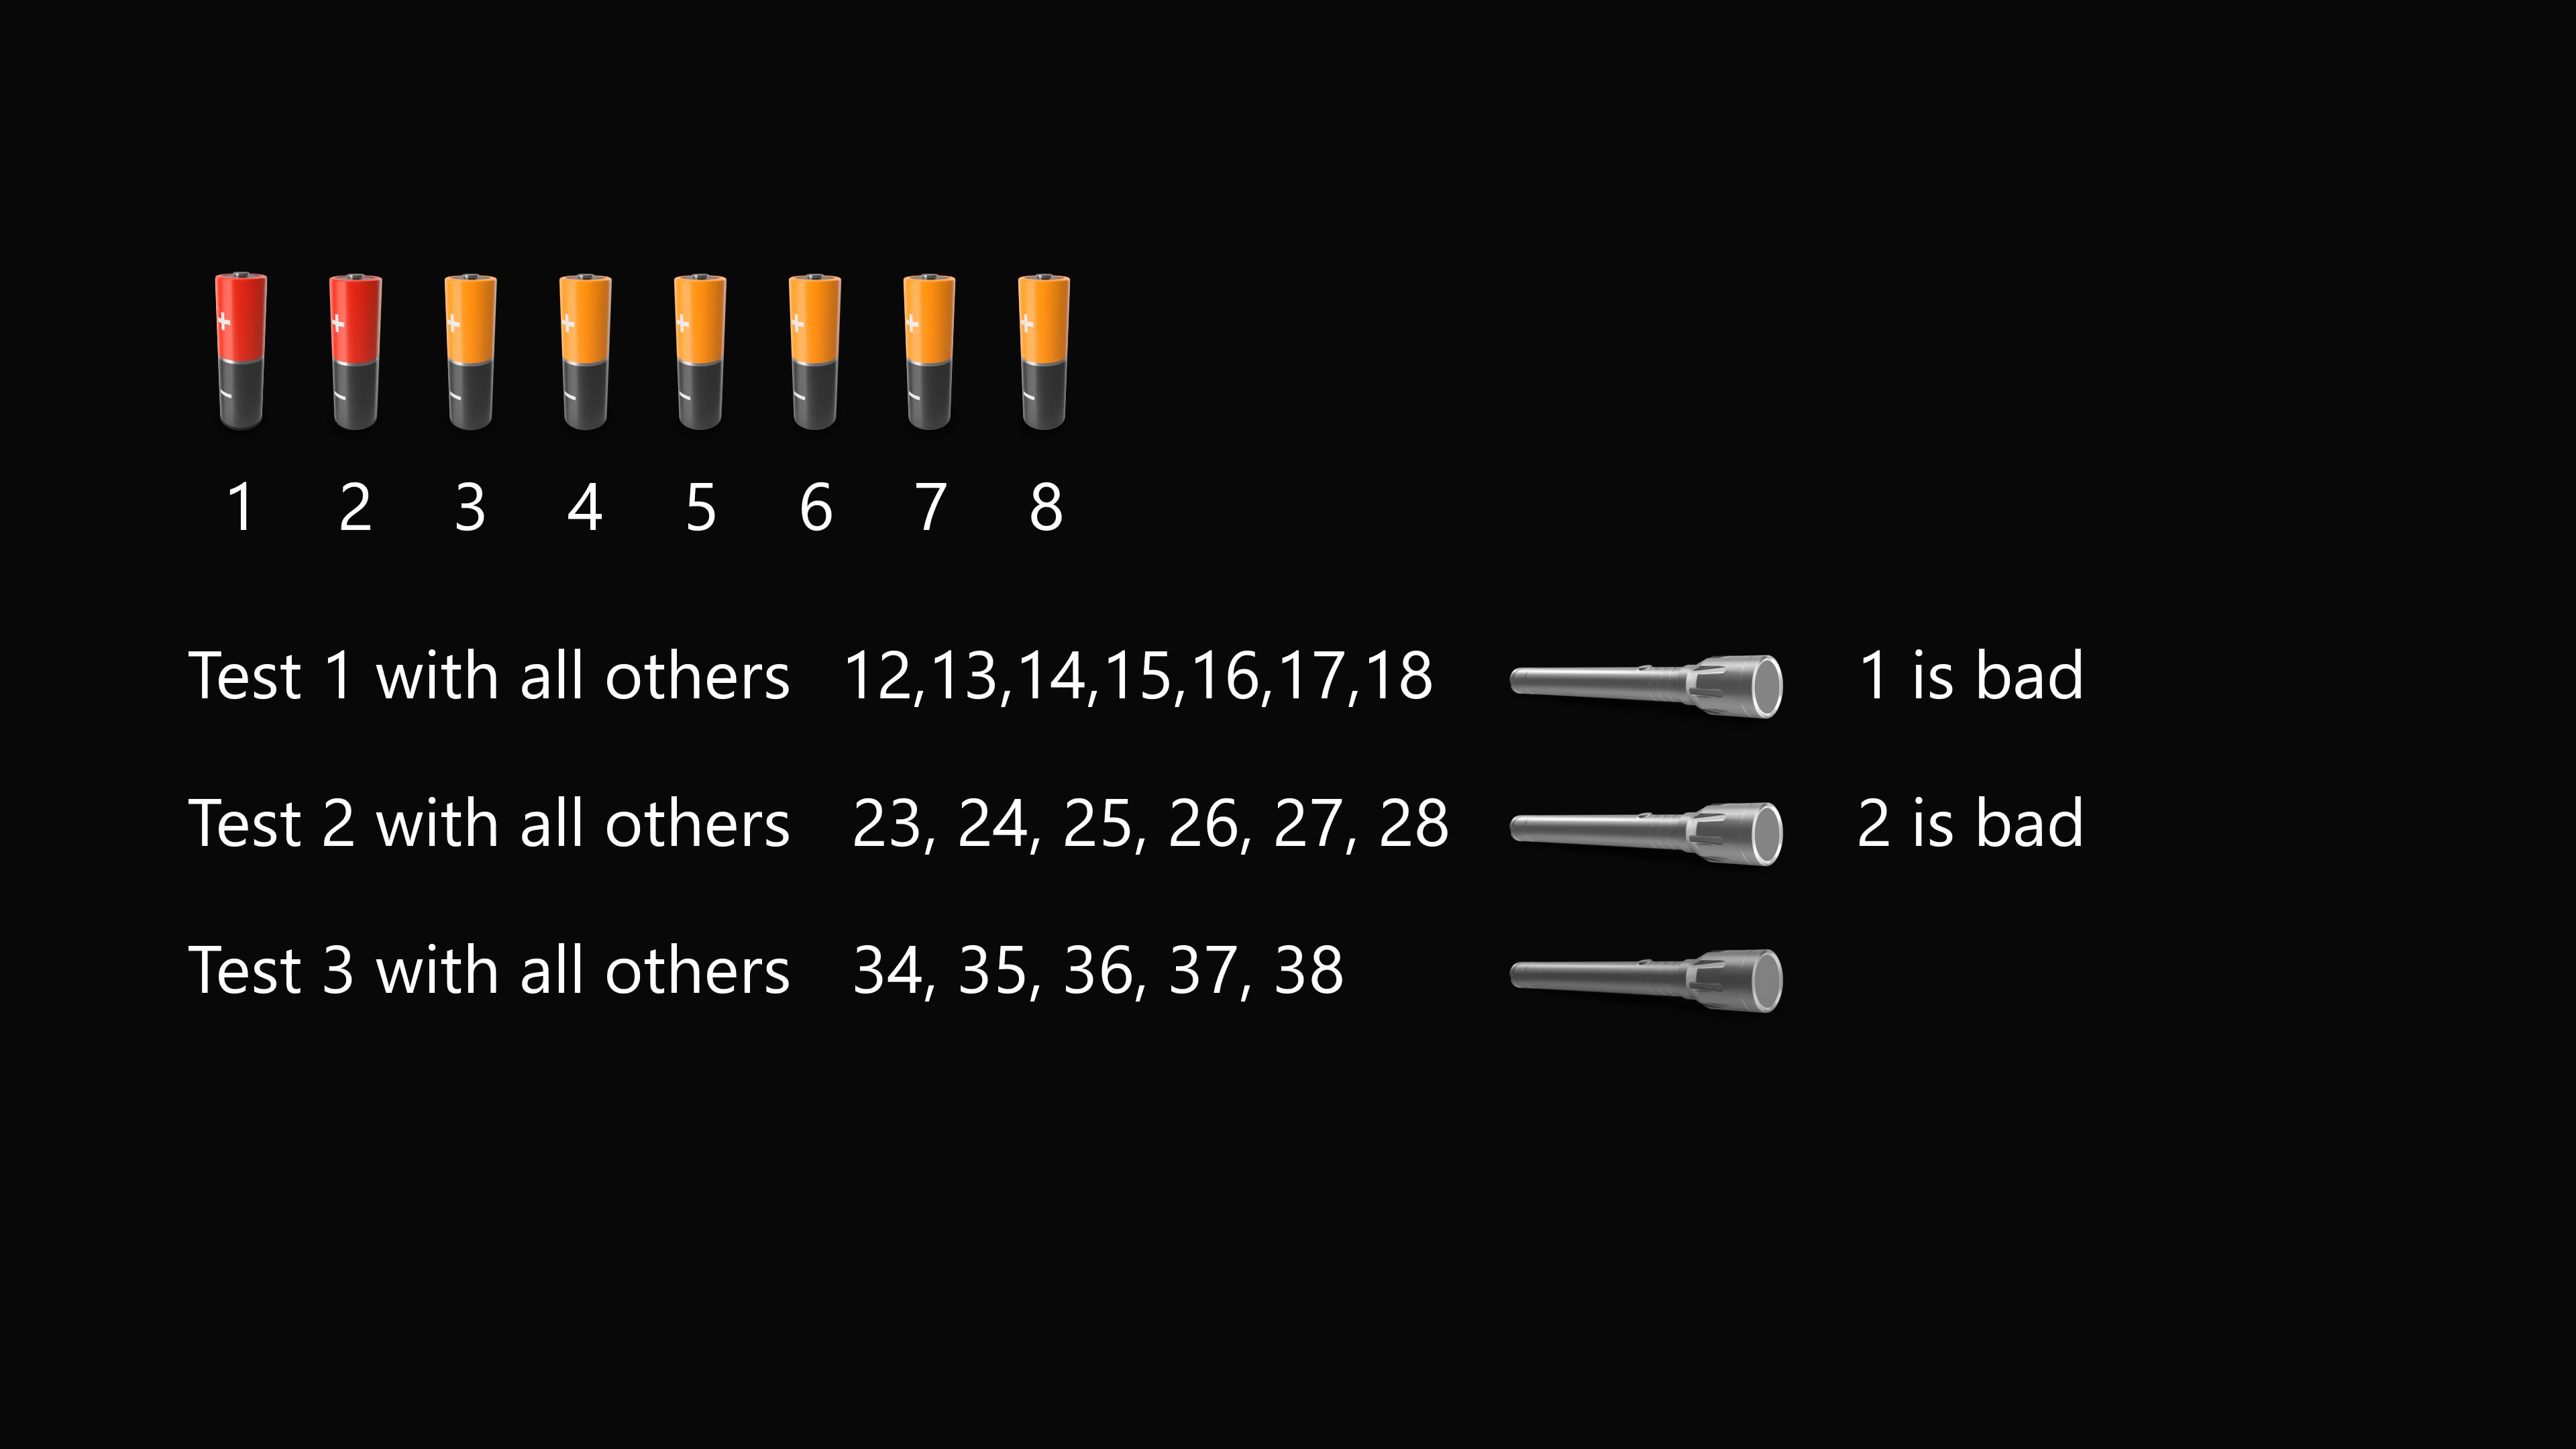 1 2 3 4 5 6 7 8
Test 1 with all others 12,13,14,15,16,17,18 1 is bad
Test 2 with all others 23, 24, 25, 26, 27, 28 2 is bad
Test 3 with all others 34, 35, 36, 37, 38